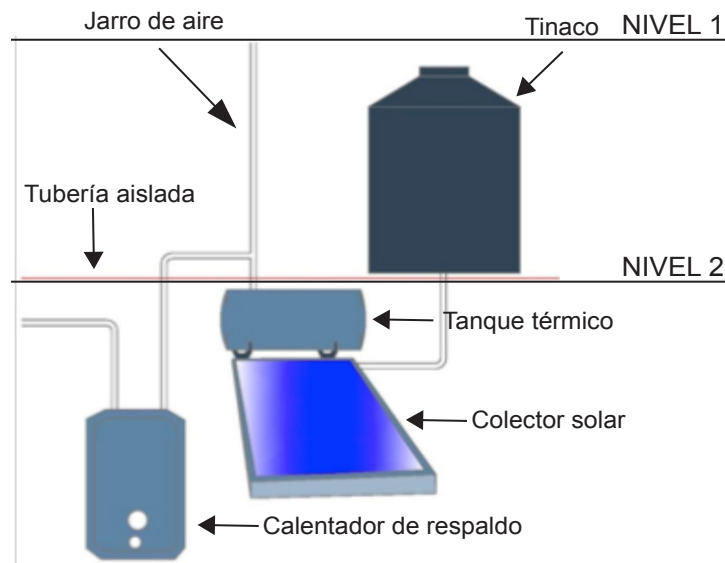 Jarro de aire
Tinaco
NIVEL 1
Tubería aislada
NIVEL 2
Tanque térmico
Colector solar
Calentador de respaldo